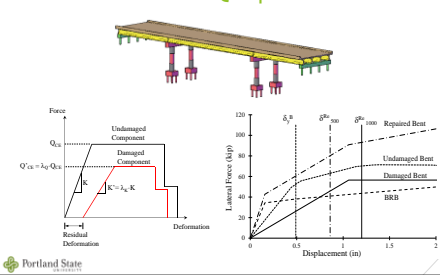 Force
Undamaged
Component
Q_CE
Damaged
Component
Q'_CE = λ_Q·Q_CE
K
K'=λ_K·K
Deformation
Residual
Deformation
Lateral Force (kip)
120
100
80
60
40
20
0
δ_y^B
δ^Ra_500
δ^Ra_1000
Repaired Bent
Undamaged Bent
Damaged Bent
BRB
0
0.5
1
1.5
2
Displacement (in)
Portland State
UNIVERSITY